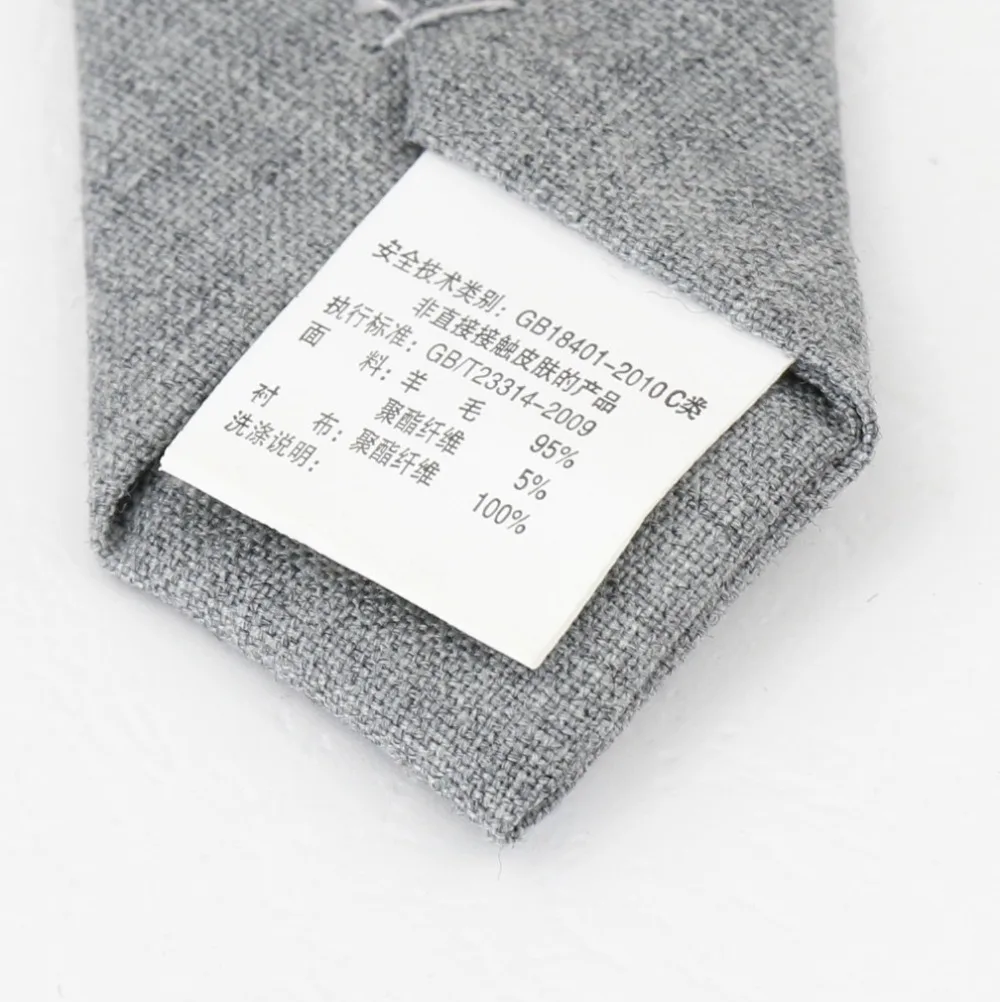 安全技术类别：GB18401-2010 C类
非直接接触皮肤的产品
执行标准：GB/T23314-2009
面 料：羊 毛 95%
聚酯纤维 5%
衬 布：聚酯纤维 100%
洗涤说明：